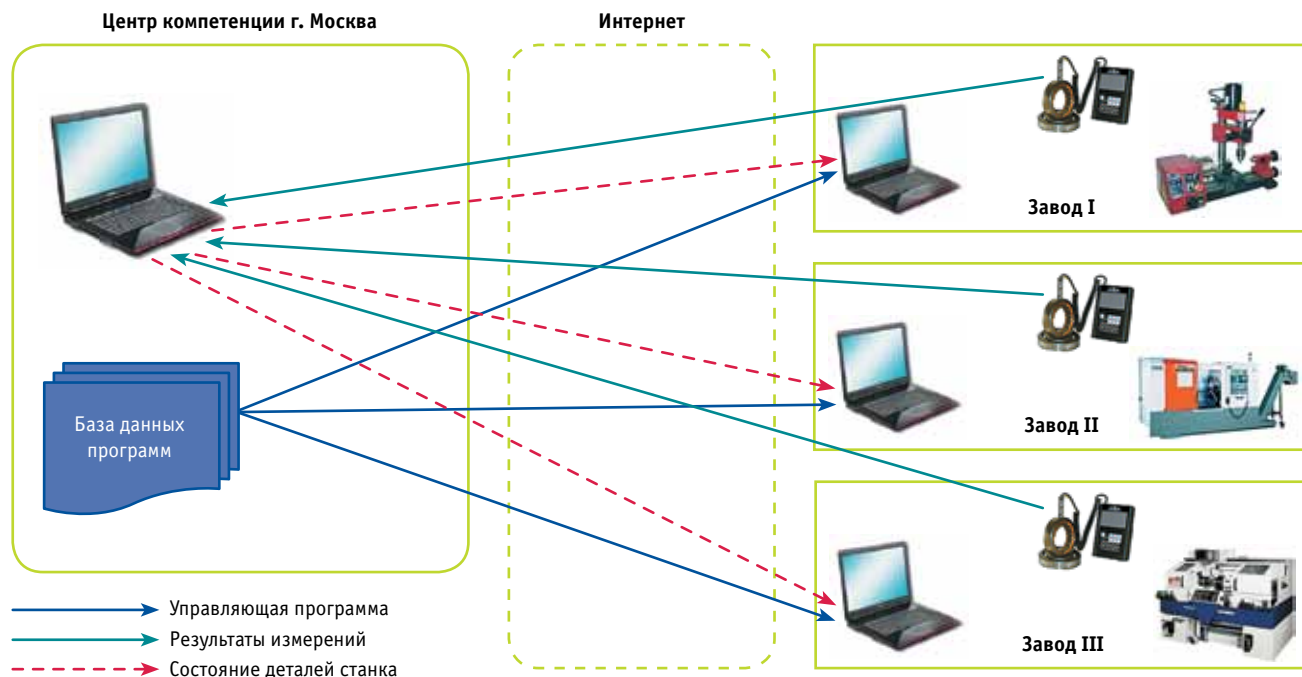 Центр компетенции г. Москва
Интернет
Завод I
Завод II
База данных
программ
Завод III
Управляющая программа
Результаты измерений
Состояние деталей станка